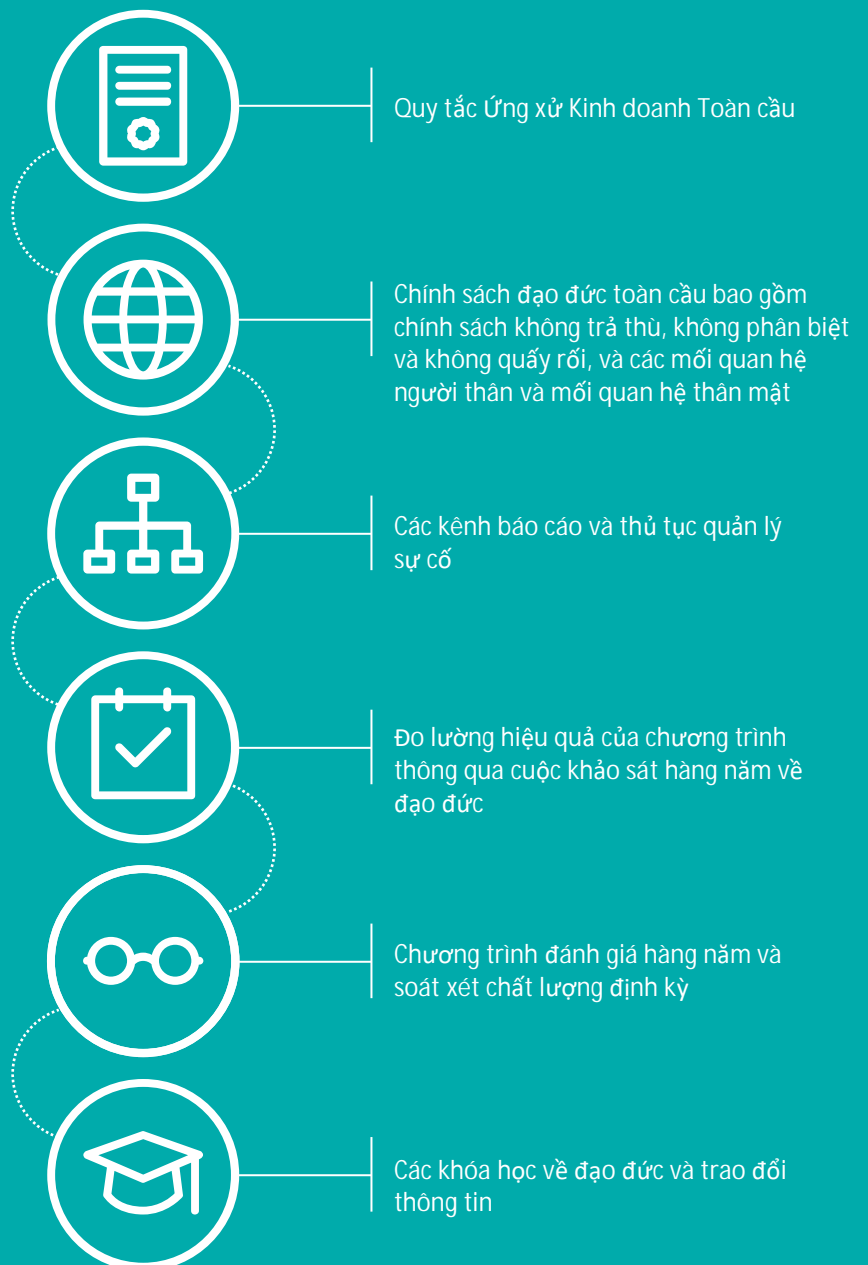 Quy tắc Ứng xử Kinh doanh Toàn cầu
Chính sách đạo đức toàn cầu bao gồm
chính sách không trả thù, không phân biệt
và không quấy rối, và các mối quan hệ
người thân và mối quan hệ thân mật
Các kênh báo cáo và thủ tục quản lý
sự cố
Đo lường hiệu quả của chương trình
thông qua cuộc khảo sát hàng năm về
đạo đức
Chương trình đánh giá hàng năm và
soát xét chất lượng định kỳ
Các khóa học về đạo đức và trao đổi
thông tin